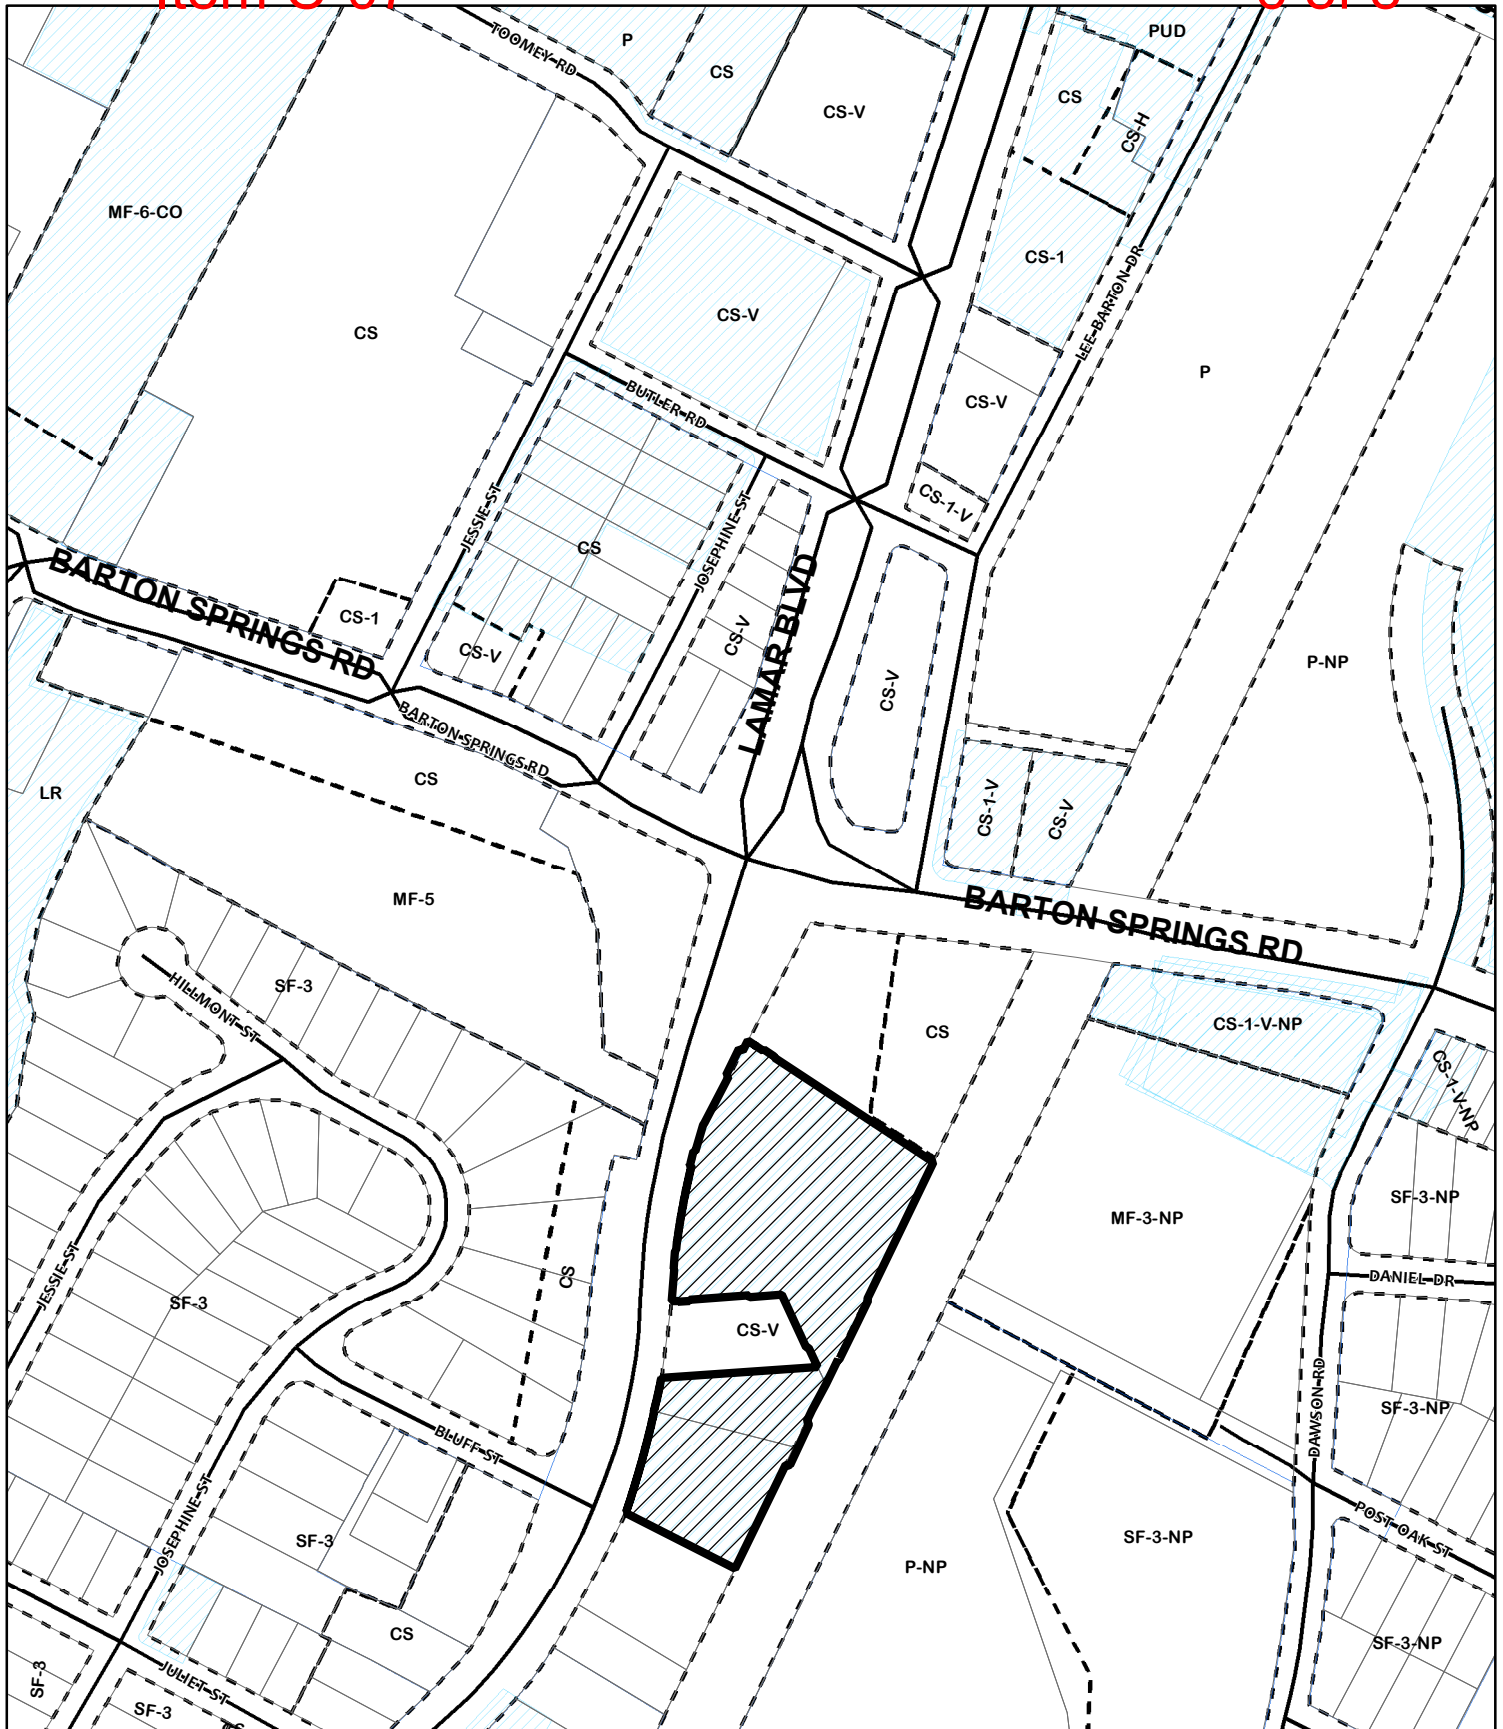 PUD
P
TOOMEY RD
CS
CS
CS-V
CS-H
MF-6-CO
CS-1
CS-V
LEE BARTON DR
CS
P
BUTLER RD
CS-V
CS-1-V
JESSIE ST
JOSEPHINE ST
CS
BARTON SPRINGS RD
LAMAR BLVD
CS-1
CS-V
CS-V
P-NP
CS-V
BARTON SPRINGS RD
CS
LR
CS-1-V
CS-V
MF-5
BARTON SPRINGS RD
SF-3
HILLMONT ST
CS
CS-1-V-NP
CS-1-V-NP
SF-3-NP
MF-3-NP
JESSIE ST
CS
DANIEL DR
SF-3
CS-V
DAWSON RD
SF-3-NP
BLUFF ST
JOSEPHINE ST
POST OAK ST
SF-3
SF-3-NP
P-NP
CS
SF-3-NP
SF-3
JULIET ST
SF-3